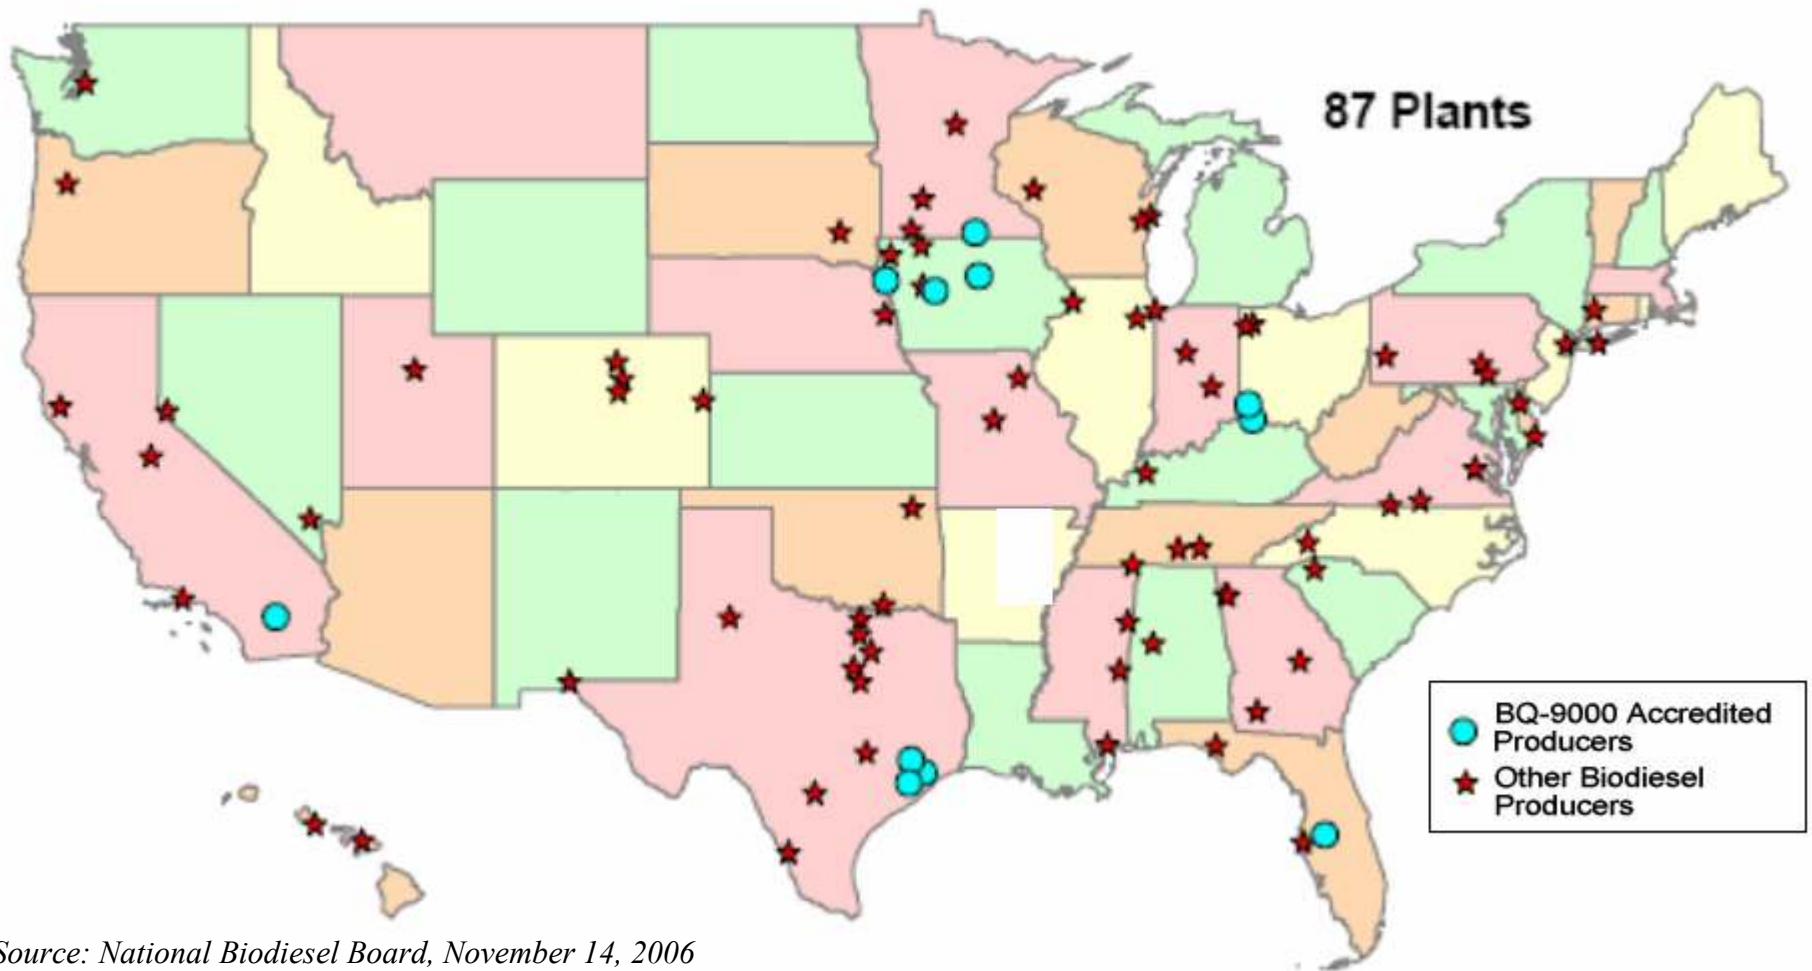 87 Plants
BQ-9000 Accredited
Producers
Other Biodiesel
Producers
Source: National Biodiesel Board, November 14, 2006